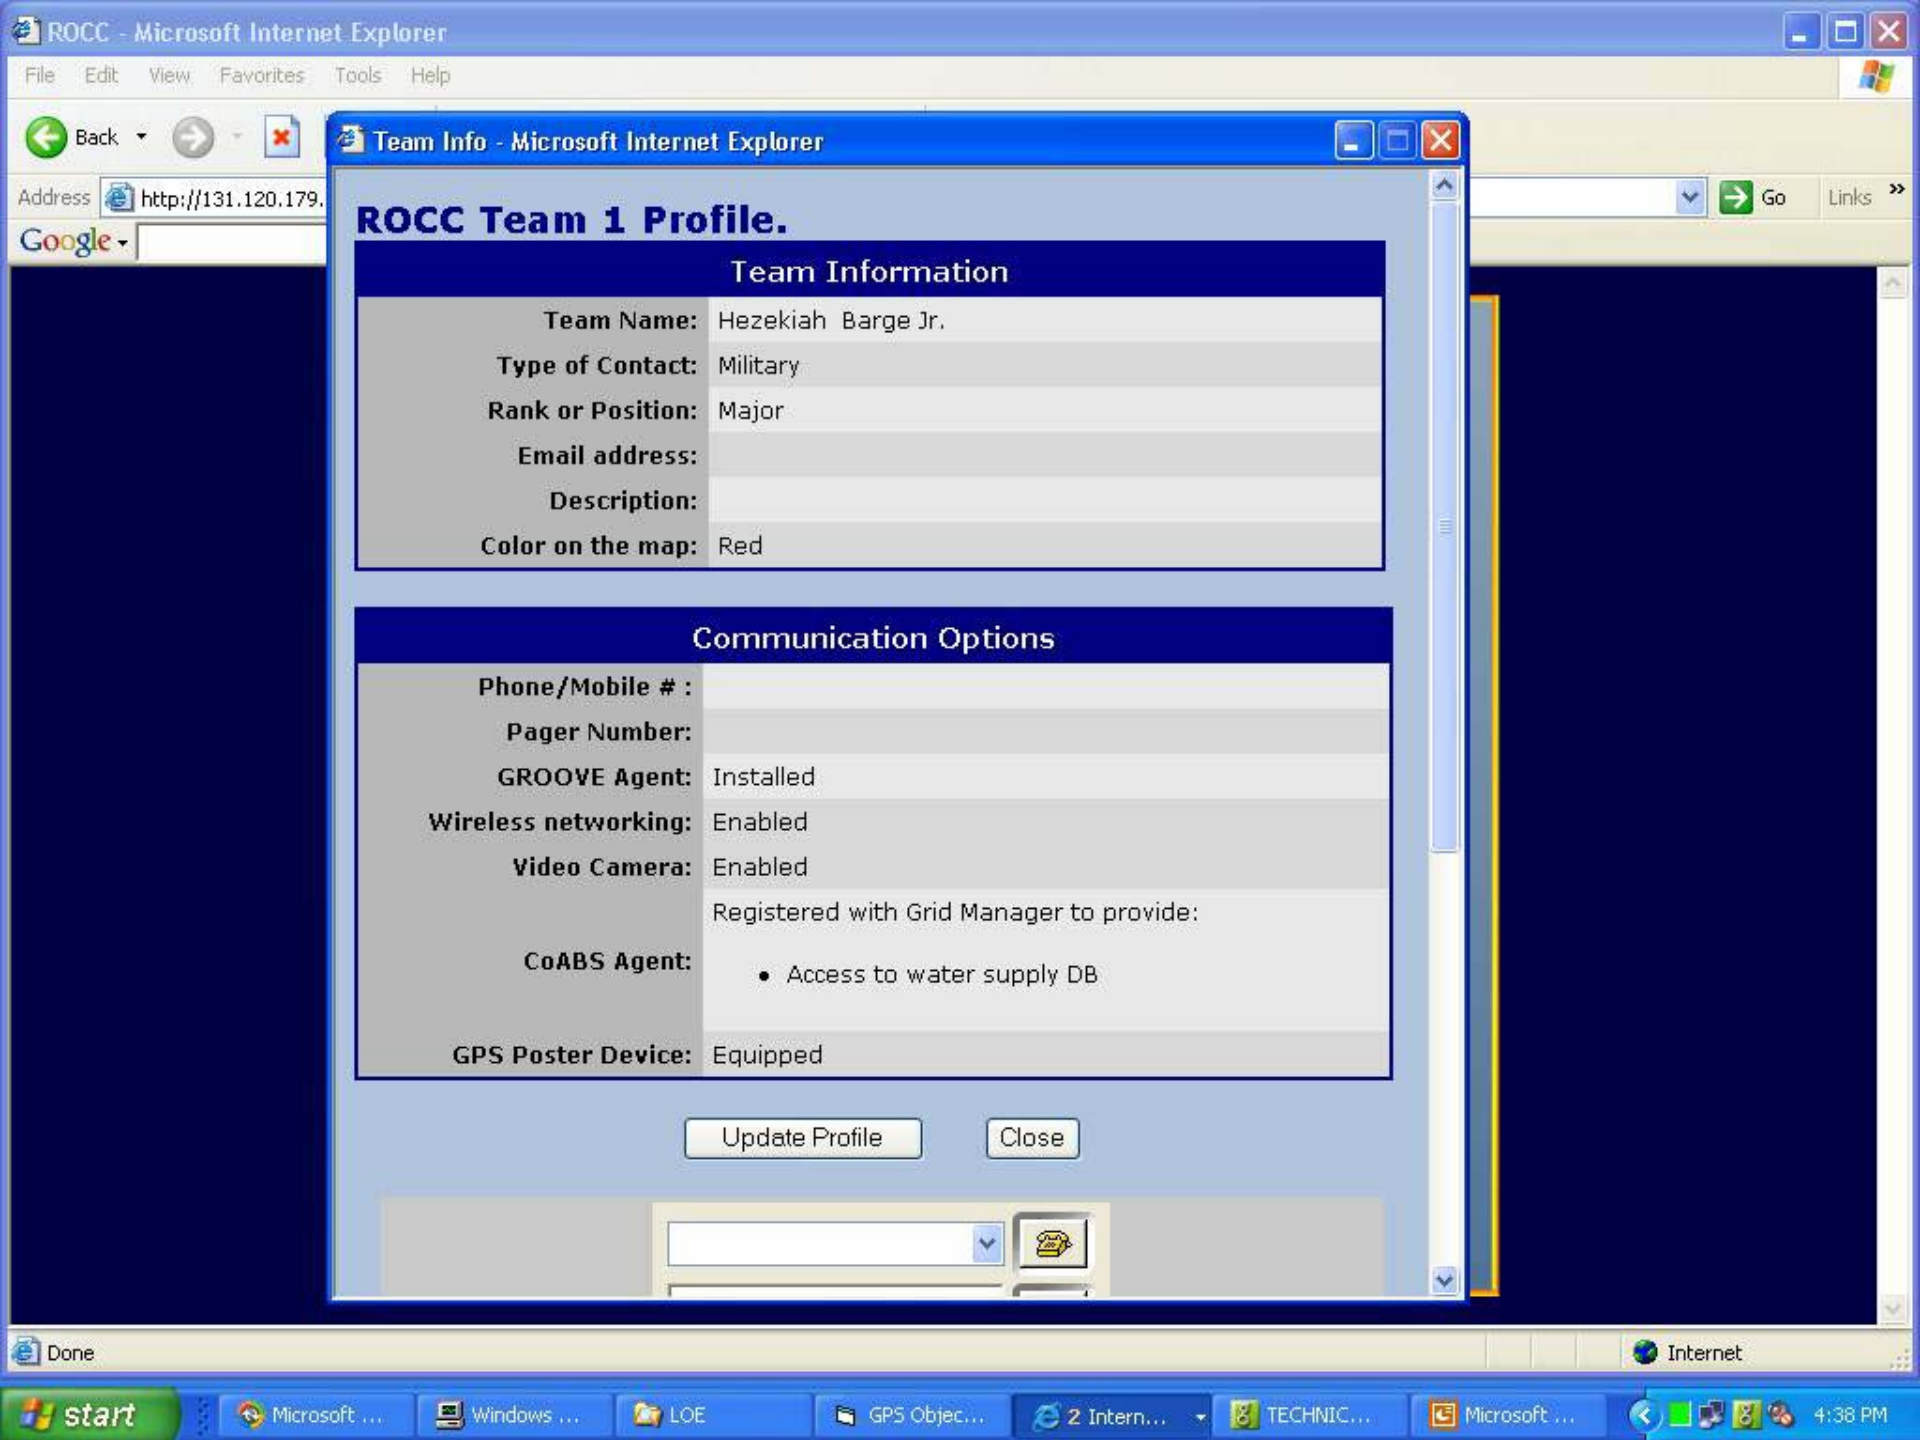 ROCC - Microsoft Internet Explorer
File Edit View Favorites Tools Help
Back
Team Info - Microsoft Internet Explorer
Address http://131.120.179. Go Links »
Google
ROCC Team 1 Profile.
Team Information
Team Name: Hezekiah Barge Jr.
Type of Contact: Military
Rank or Position: Major
Email address:
Description:
Color on the map: Red
Communication Options
Phone/Mobile # :
Pager Number:
GROOVE Agent: Installed
Wireless networking: Enabled
Video Camera: Enabled
Registered with Grid Manager to provide:
CoABS Agent:
• Access to water supply DB
GPS Poster Device: Equipped
Update Profile Close
Done Internet
start Microsoft ... Windows ... LOE GPS Objec... 2 Intern... TECHNIC... Microsoft ... 4:38 PM